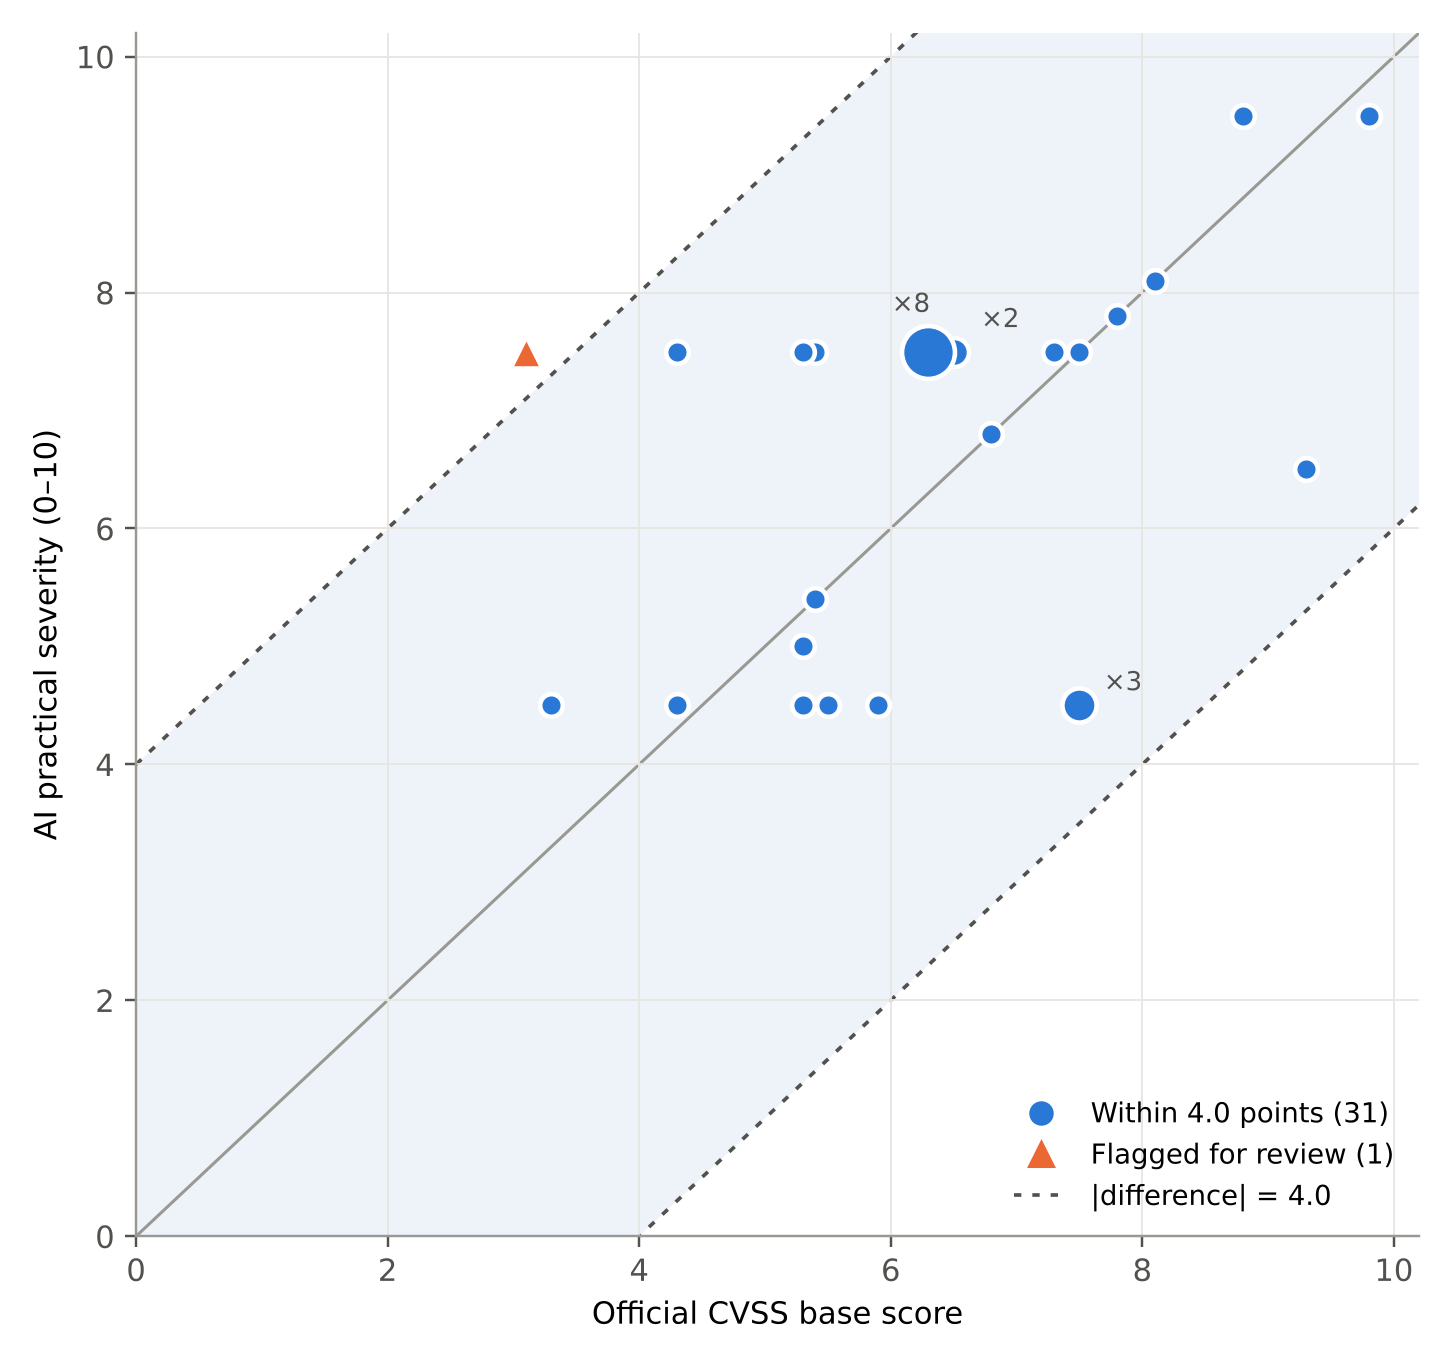 10
8
6
4
2
0
AI practical severity (0–10)
×8
×2
×3
Within 4.0 points (31)
Flagged for review (1)
|difference| = 4.0
0 2 4 6 8 10
Official CVSS base score